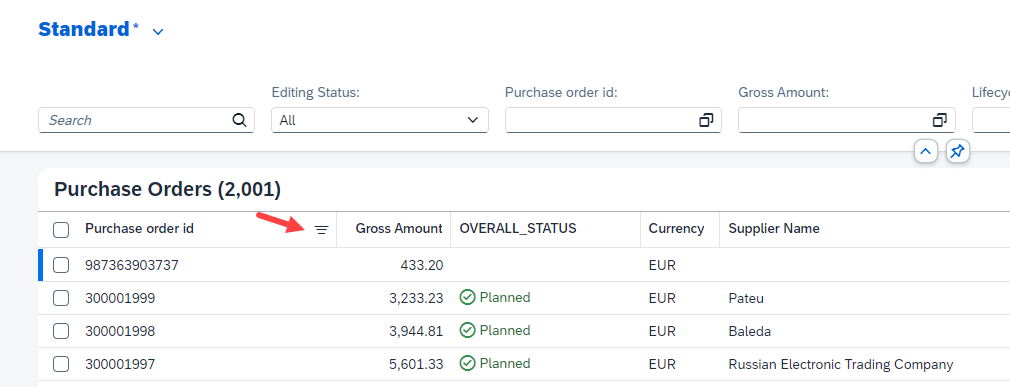 Standard *
Editing Status: Purchase order id: Gross Amount: Lifecy
Search All
Purchase Orders (2,001)
Purchase order id Gross Amount OVERALL_STATUS Currency Supplier Name
987363903737 433.20 EUR
300001999 3,233.23 Planned EUR Pateu
300001998 3,944.81 Planned EUR Baleda
300001997 5,601.33 Planned EUR Russian Electronic Trading Company